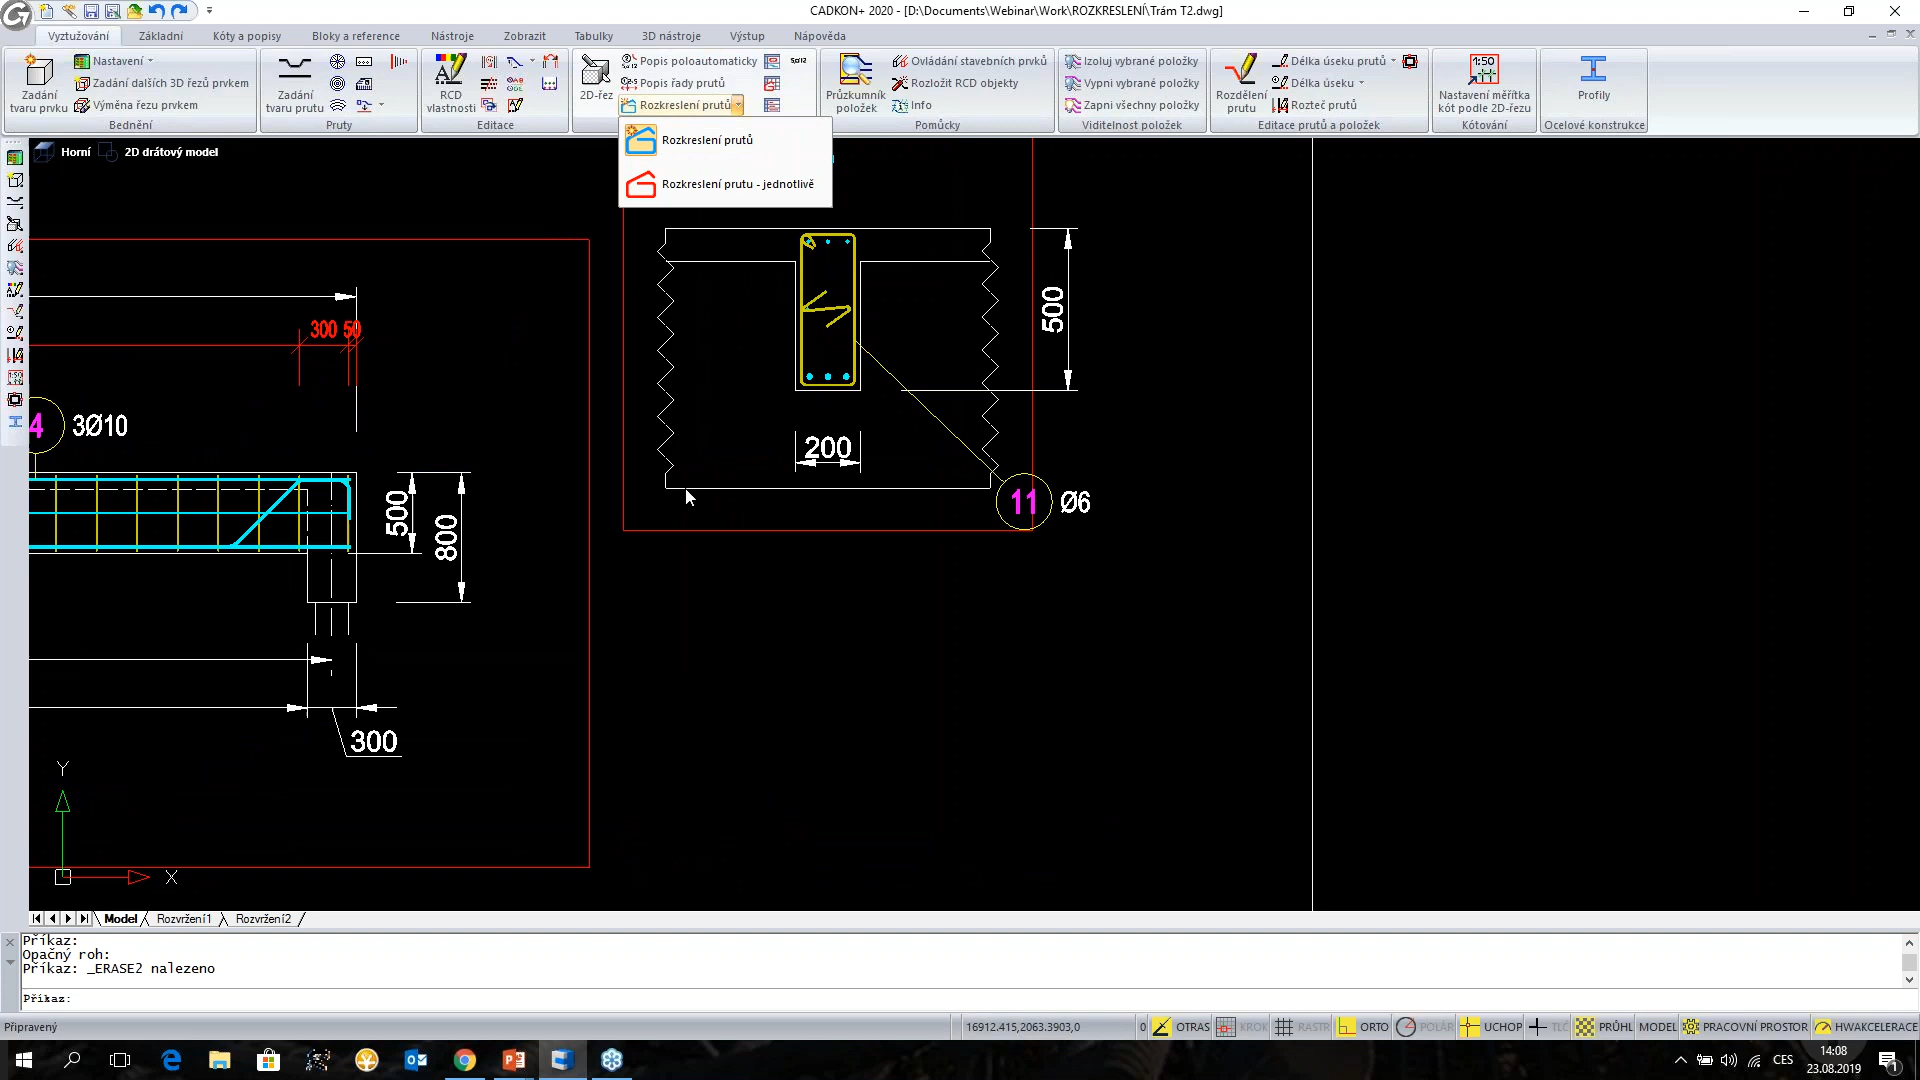 CADKON+ 2020 - [D:\Documents\Webinar\Work\ROZKRESLENÍ\Trám T2.dwg]
Vyztužování Základní Kóty a popisy Bloky a reference Nástroje Zobrazit Tabulky 3D nástroje Výstup Nápověda
Zadání tvaru prvku
Nastavení
Zadání dalších 3D řezů prvkem
Výměna řezu prvkem
Bednění
Zadání tvaru prutu
Pruty
RCD vlastnosti
Editace
2D-řez
Popis poloautomaticky
Popis řady prutů
Rozkreslení prutů
Rozkreslení prutů
Rozkreslení prutu - jednotlivě
Průzkumník položek
Ovládání stavebních prvků
Rozložit RCD objekty
Info
Pomůcky
Izoluj vybrané položky
Vypni vybrané položky
Zapni všechny položky
Viditelnost položek
Rozdělení prutu
Délka úseku prutů
Délka úseku
Rozteč prutů
Editace prutů a položek
1:50
Nastavení měřítka kót podle 2D-řezu
Kótování
Profily
Ocelové konstrukce
Horní 2D drátový model
300 50
4 3Ø10
500
800
300
500
200
11 Ø6
Y
X
Model Rozvržení1 Rozvržení2
Příkaz:
Opačný roh:
Příkaz: _ERASE2 nalezeno
Příkaz:
Připravený 16912.415,2063.3903,0 0 OTRAS KROK RASTR ORTO POLÁR UCHOP TLČ PRŮHL MODEL PRACOVNÍ PROSTOR HWAKCELERACE
CES
14:08
23.08.2019
1